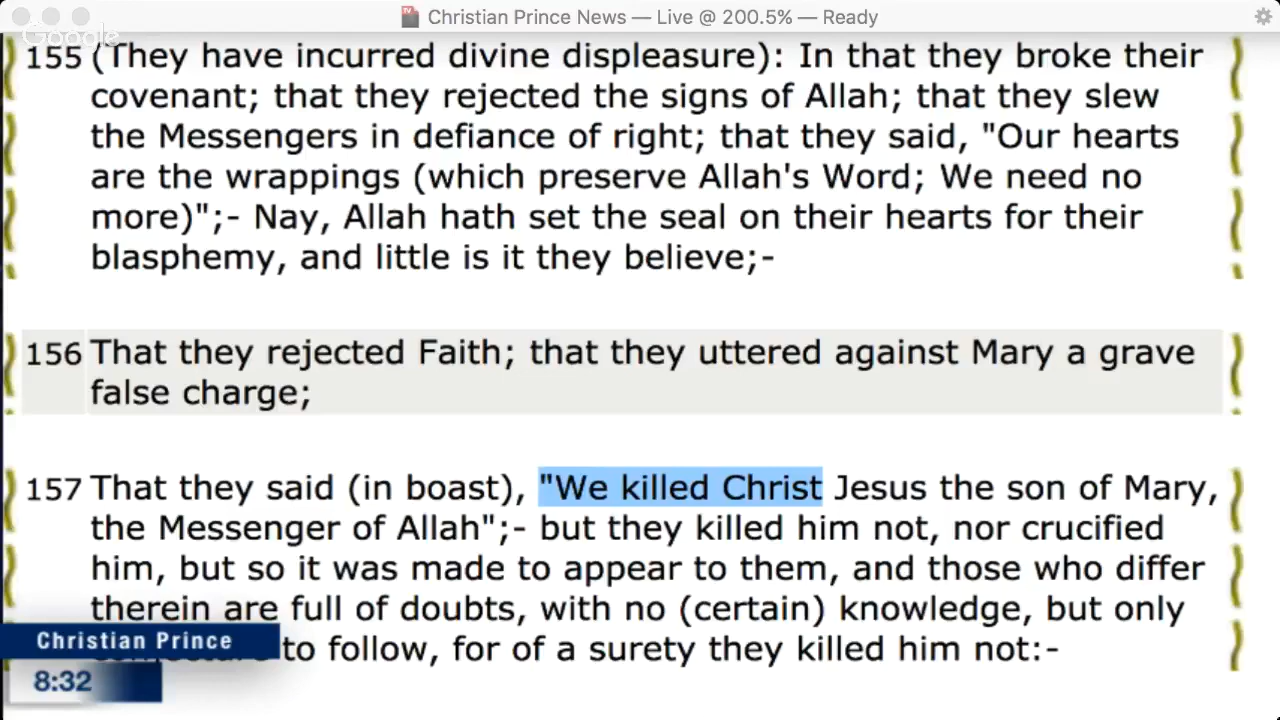 Christian Prince News — Live @ 200.5% — Ready
Google
155 (They have incurred divine displeasure): In that they broke their
covenant; that they rejected the signs of Allah; that they slew
the Messengers in defiance of right; that they said, "Our hearts
are the wrappings (which preserve Allah's Word; We need no
more)";- Nay, Allah hath set the seal on their hearts for their
blasphemy, and little is it they believe;-
156 That they rejected Faith; that they uttered against Mary a grave
false charge;
157 That they said (in boast), "We killed Christ Jesus the son of Mary,
the Messenger of Allah";- but they killed him not, nor crucified
him, but so it was made to appear to them, and those who differ
therein are full of doubts, with no (certain) knowledge, but only
to follow, for of a surety they killed him not:-
Christian Prince
8:32